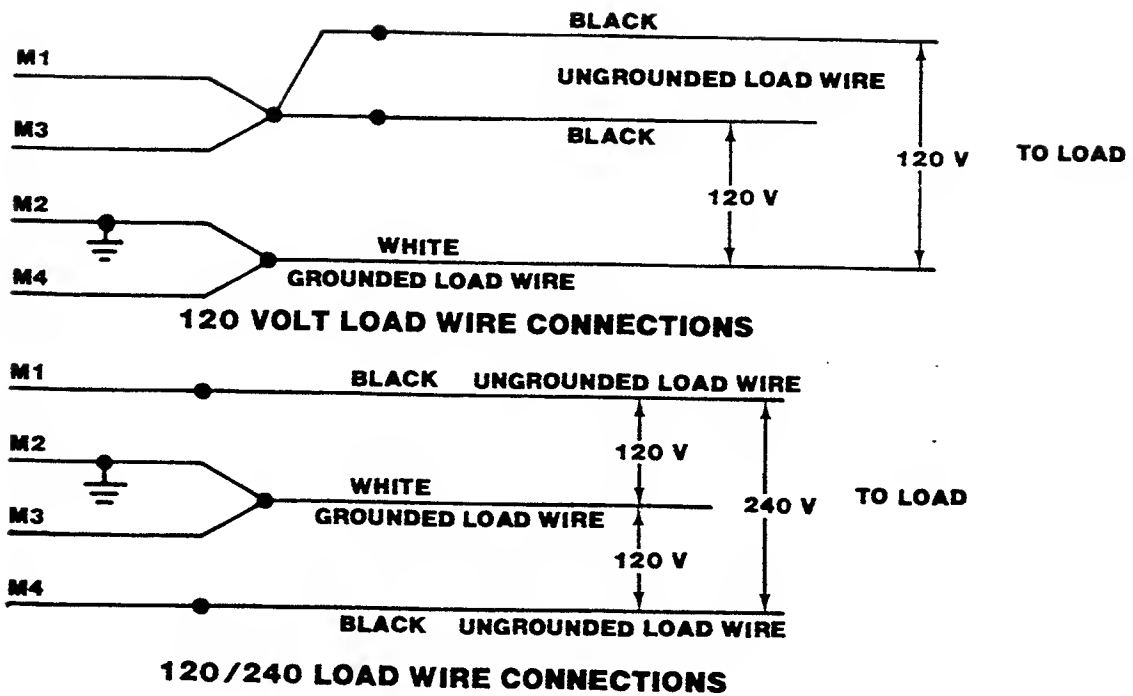 BLACK
M1
UNGROUNDED LOAD WIRE
M3
BLACK
120 V TO LOAD
120 V
M2
WHITE
GROUNDED LOAD WIRE
M4
120 VOLT LOAD WIRE CONNECTIONS
M1
BLACK UNGROUNDED LOAD WIRE
M2
120 V
WHITE
240 V TO LOAD
M3
GROUNDED LOAD WIRE
120 V
M4
BLACK UNGROUNDED LOAD WIRE
120/240 LOAD WIRE CONNECTIONS